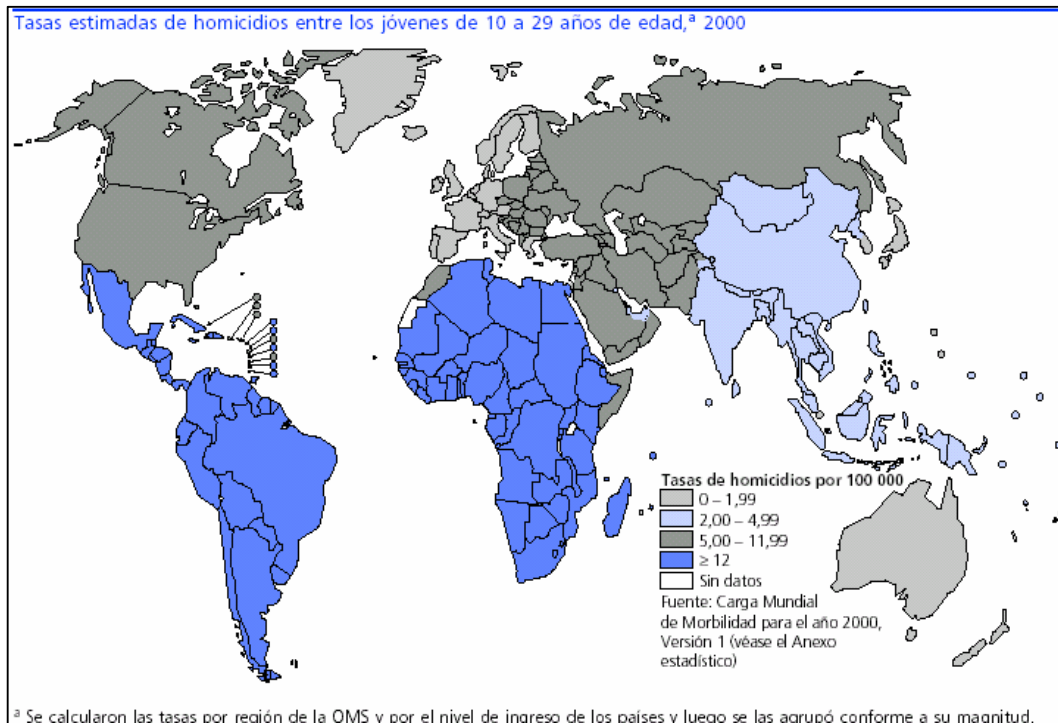 Tasas estimadas de homicidios entre los jóvenes de 10 a 29 años de edad,ª 2000
Tasas de homicidios por 100 000
0 – 1,99
2,00 – 4,99
5,00 – 11,99
≥ 12
Sin datos
Fuente: Carga Mundial
de Morbilidad para el año 2000,
Versión 1 (véase el Anexo
estadístico)
ª Se calcularon las tasas por región de la OMS y por el nivel de ingreso de los países y luego se las agrupó conforme a su magnitud.